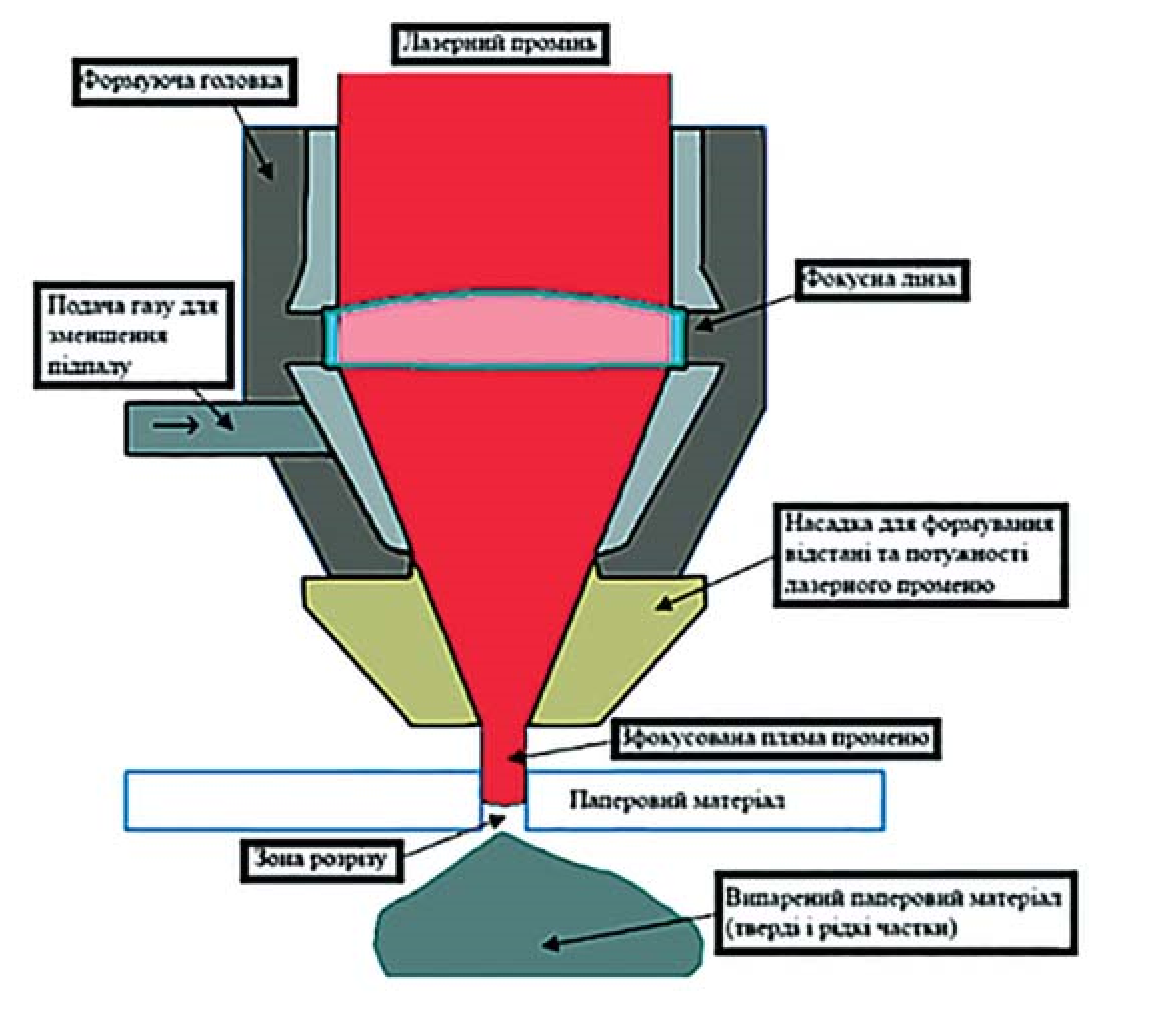 Лазерний промінь
Формуюча головка
Фокусна лінза
Подача газу для
зменшення
підпалу
Насадка для формування
відстані та потужності
лазерного променю
Зфокусована пляма променю
Паперовий матеріал
Зона розрізу
Випарений паперовий матеріал
(тверді і рідкі частки)